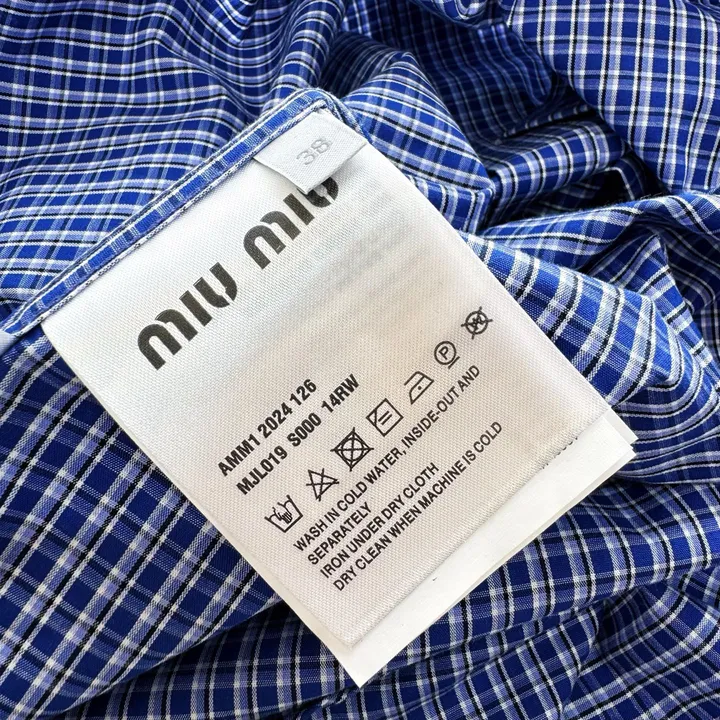 38
miu miu
AMM1 2024 126
MJL019 S000 14RW
P
W
WASH IN COLD WATER, INSIDE-OUT AND
SEPARATELY
IRON UNDER DRY CLOTH
DRY CLEAN WHEN MACHINE IS COLD